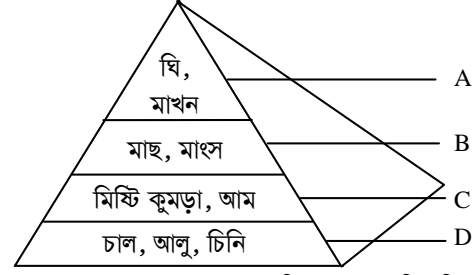 ঘি,
মাখন
A
মাছ, মাংস
B
মিষ্টি কুমড়া, আম
C
চাল, আলু, চিনি
D